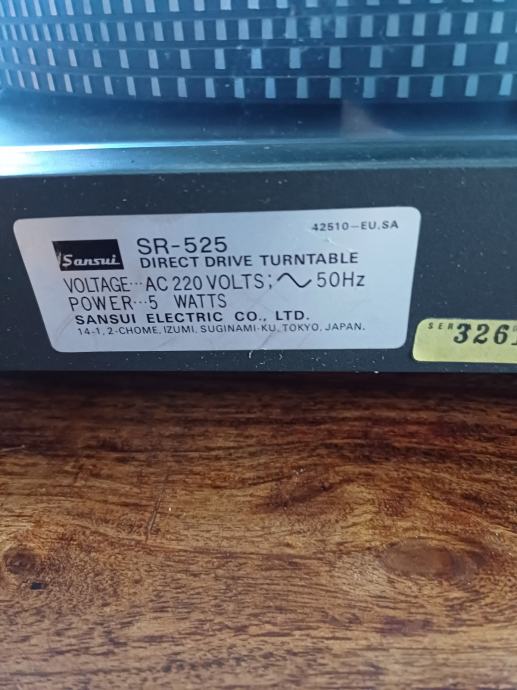 42510-EU,SA
Sansui SR-525
DIRECT DRIVE TURNTABLE
VOLTAGE···AC 220 VOLTS; ∿ 50Hz
POWER···5 WATTS
SANSUI ELECTRIC CO., LTD.
14-1, 2-CHOME, IZUMI, SUGINAMI-KU, TOKYO, JAPAN.
SER
326